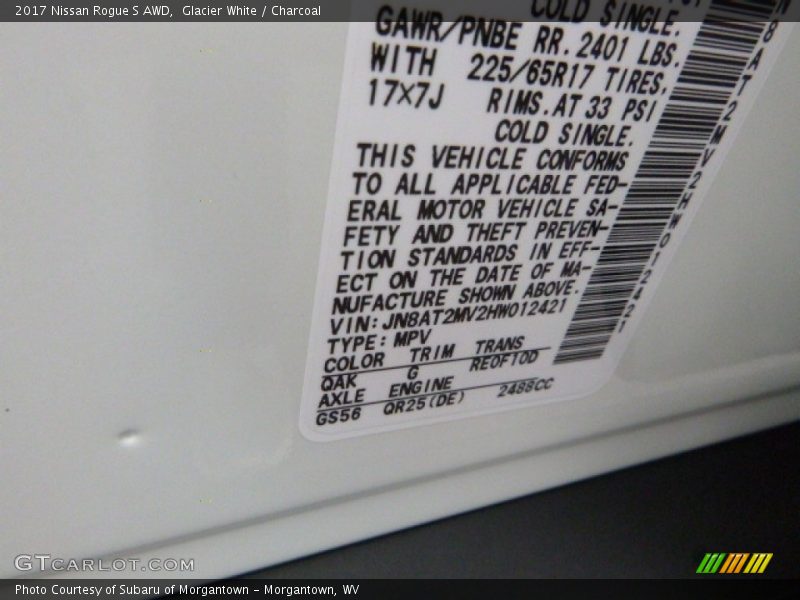 2017 Nissan Rogue S AWD,  Glacier White / Charcoal
COLD SINGLE.
GAWR/PNBE RR. 2401 LBS.
WITH 225/65R17 TIRES.
17×7J RIMS. AT 33 PSI
COLD SINGLE.
THIS VEHICLE CONFORMS
TO ALL APPLICABLE FED-
ERAL MOTOR VEHICLE SA-
FETY AND THEFT PREVEN-
TION STANDARDS IN EFF-
ECT ON THE DATE OF MA-
NUFACTURE SHOWN ABOVE.
VIN: JN8AT2MV2HW012421
TYPE: MPV
COLOR TRIM TRANS
QAK G RE0F10D
AXLE ENGINE
GS56 QR25(DE) 2488CC
N8AT2MV2HW012421
GTCARLOT.COM
Photo Courtesy of Subaru of Morgantown - Morgantown, WV